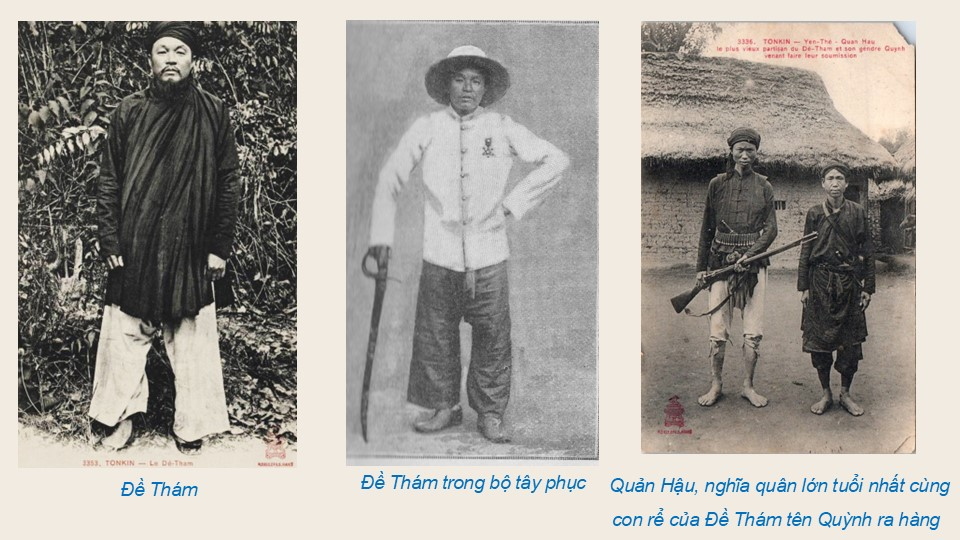 3353, TONKIN — Le Dé-Tham
Đề Thám
Đề Thám trong bộ tây phục
3336. TONKIN — Yen-Thé - Quan Hau
le plus vieux partisan du Dé-Tham et son gendre Quynh
venant faire leur soumission
Quản Hậu, nghĩa quân lớn tuổi nhất cùng
con rể của Đề Thám tên Quỳnh ra hàng